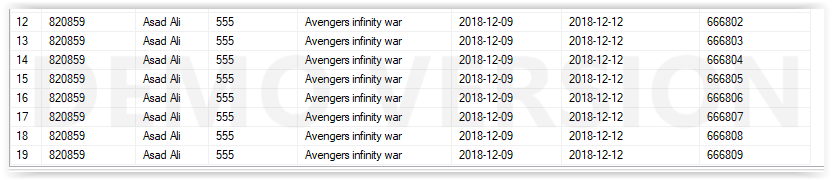 12 820859 Asad Ali 555 Avengers infinity war 2018-12-09 2018-12-12 666802
13 820859 Asad Ali 555 Avengers infinity war 2018-12-09 2018-12-12 666803
14 820859 Asad Ali 555 Avengers infinity war 2018-12-09 2018-12-12 666804
15 820859 Asad Ali 555 Avengers infinity war 2018-12-09 2018-12-12 666805
16 820859 Asad Ali 555 Avengers infinity war 2018-12-09 2018-12-12 666806
17 820859 Asad Ali 555 Avengers infinity war 2018-12-09 2018-12-12 666807
18 820859 Asad Ali 555 Avengers infinity war 2018-12-09 2018-12-12 666808
19 820859 Asad Ali 555 Avengers infinity war 2018-12-09 2018-12-12 666809
DEMO VERSION